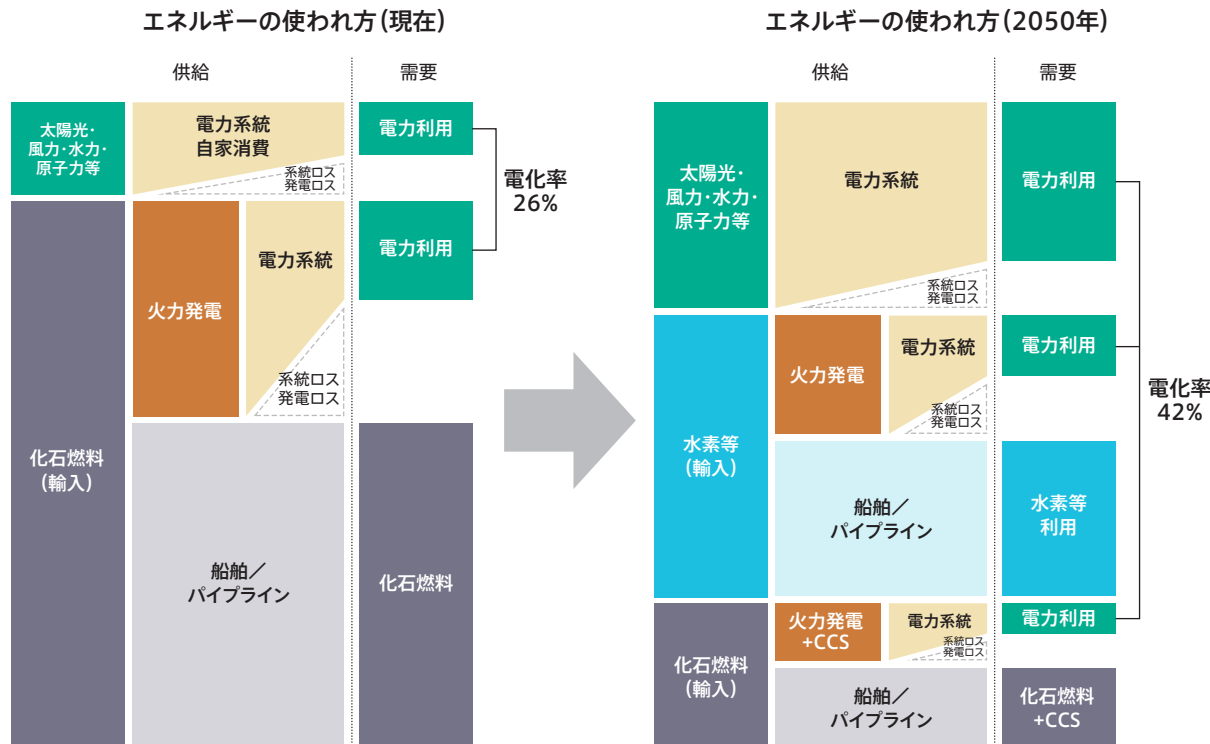 エネルギーの使われ方(現在)
供給
需要
太陽光・
風力・水力・
原子力等
電力系統
自家消費
系統ロス
発電ロス
電力利用
電化率
26%
化石燃料
(輸入)
火力発電
電力系統
系統ロス
発電ロス
電力利用
船舶/
パイプライン
化石燃料
エネルギーの使われ方(2050年)
供給
需要
太陽光・
風力・水力・
原子力等
電力系統
系統ロス
発電ロス
電力利用
水素等
(輸入)
火力発電
電力系統
系統ロス
発電ロス
電力利用
電化率
42%
船舶/
パイプライン
水素等
利用
化石燃料
(輸入)
火力発電
+CCS
電力系統
系統ロス
発電ロス
電力利用
船舶/
パイプライン
化石燃料
+CCS